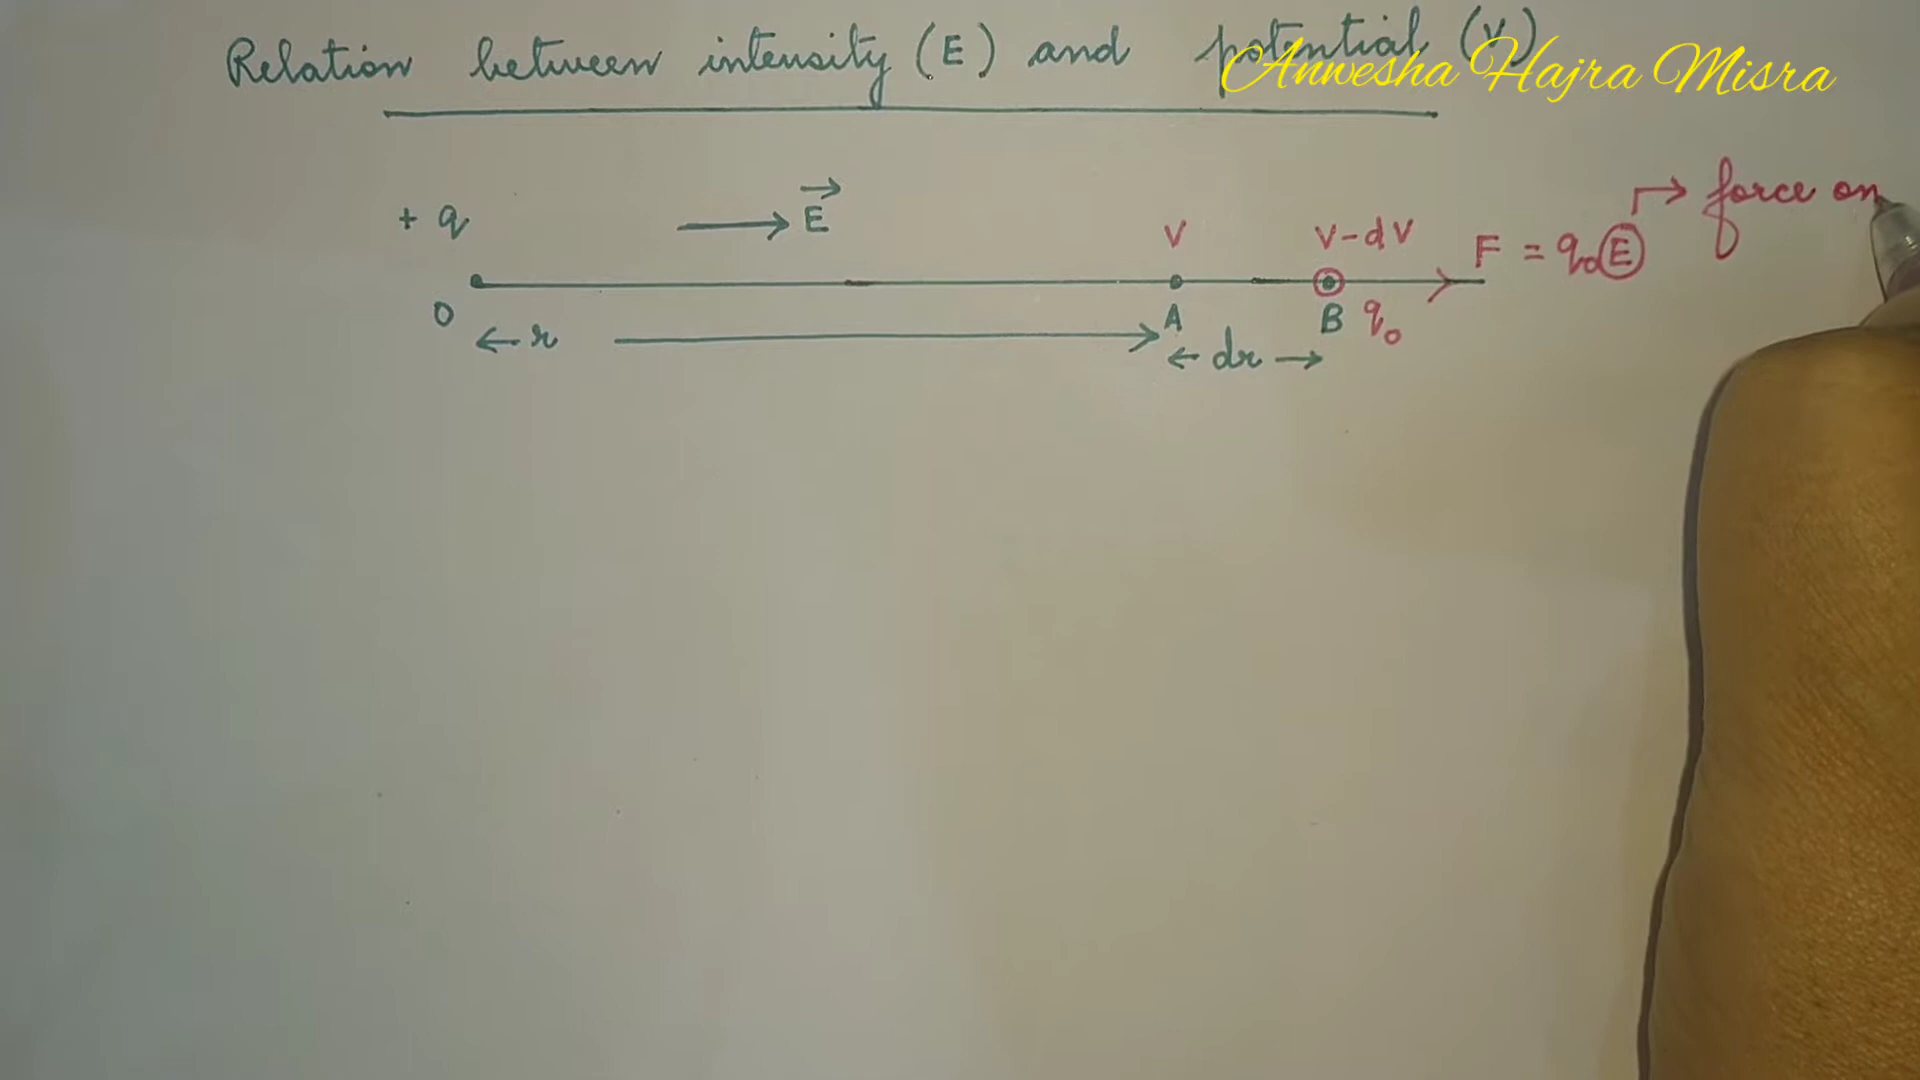 Relation between intensity (E) and potential (V)
Anwesha Hajra Misra
+ q
→ E
V
V-dV
F = q₀E
→ force on
O
← r →
A
← dr →
B q₀